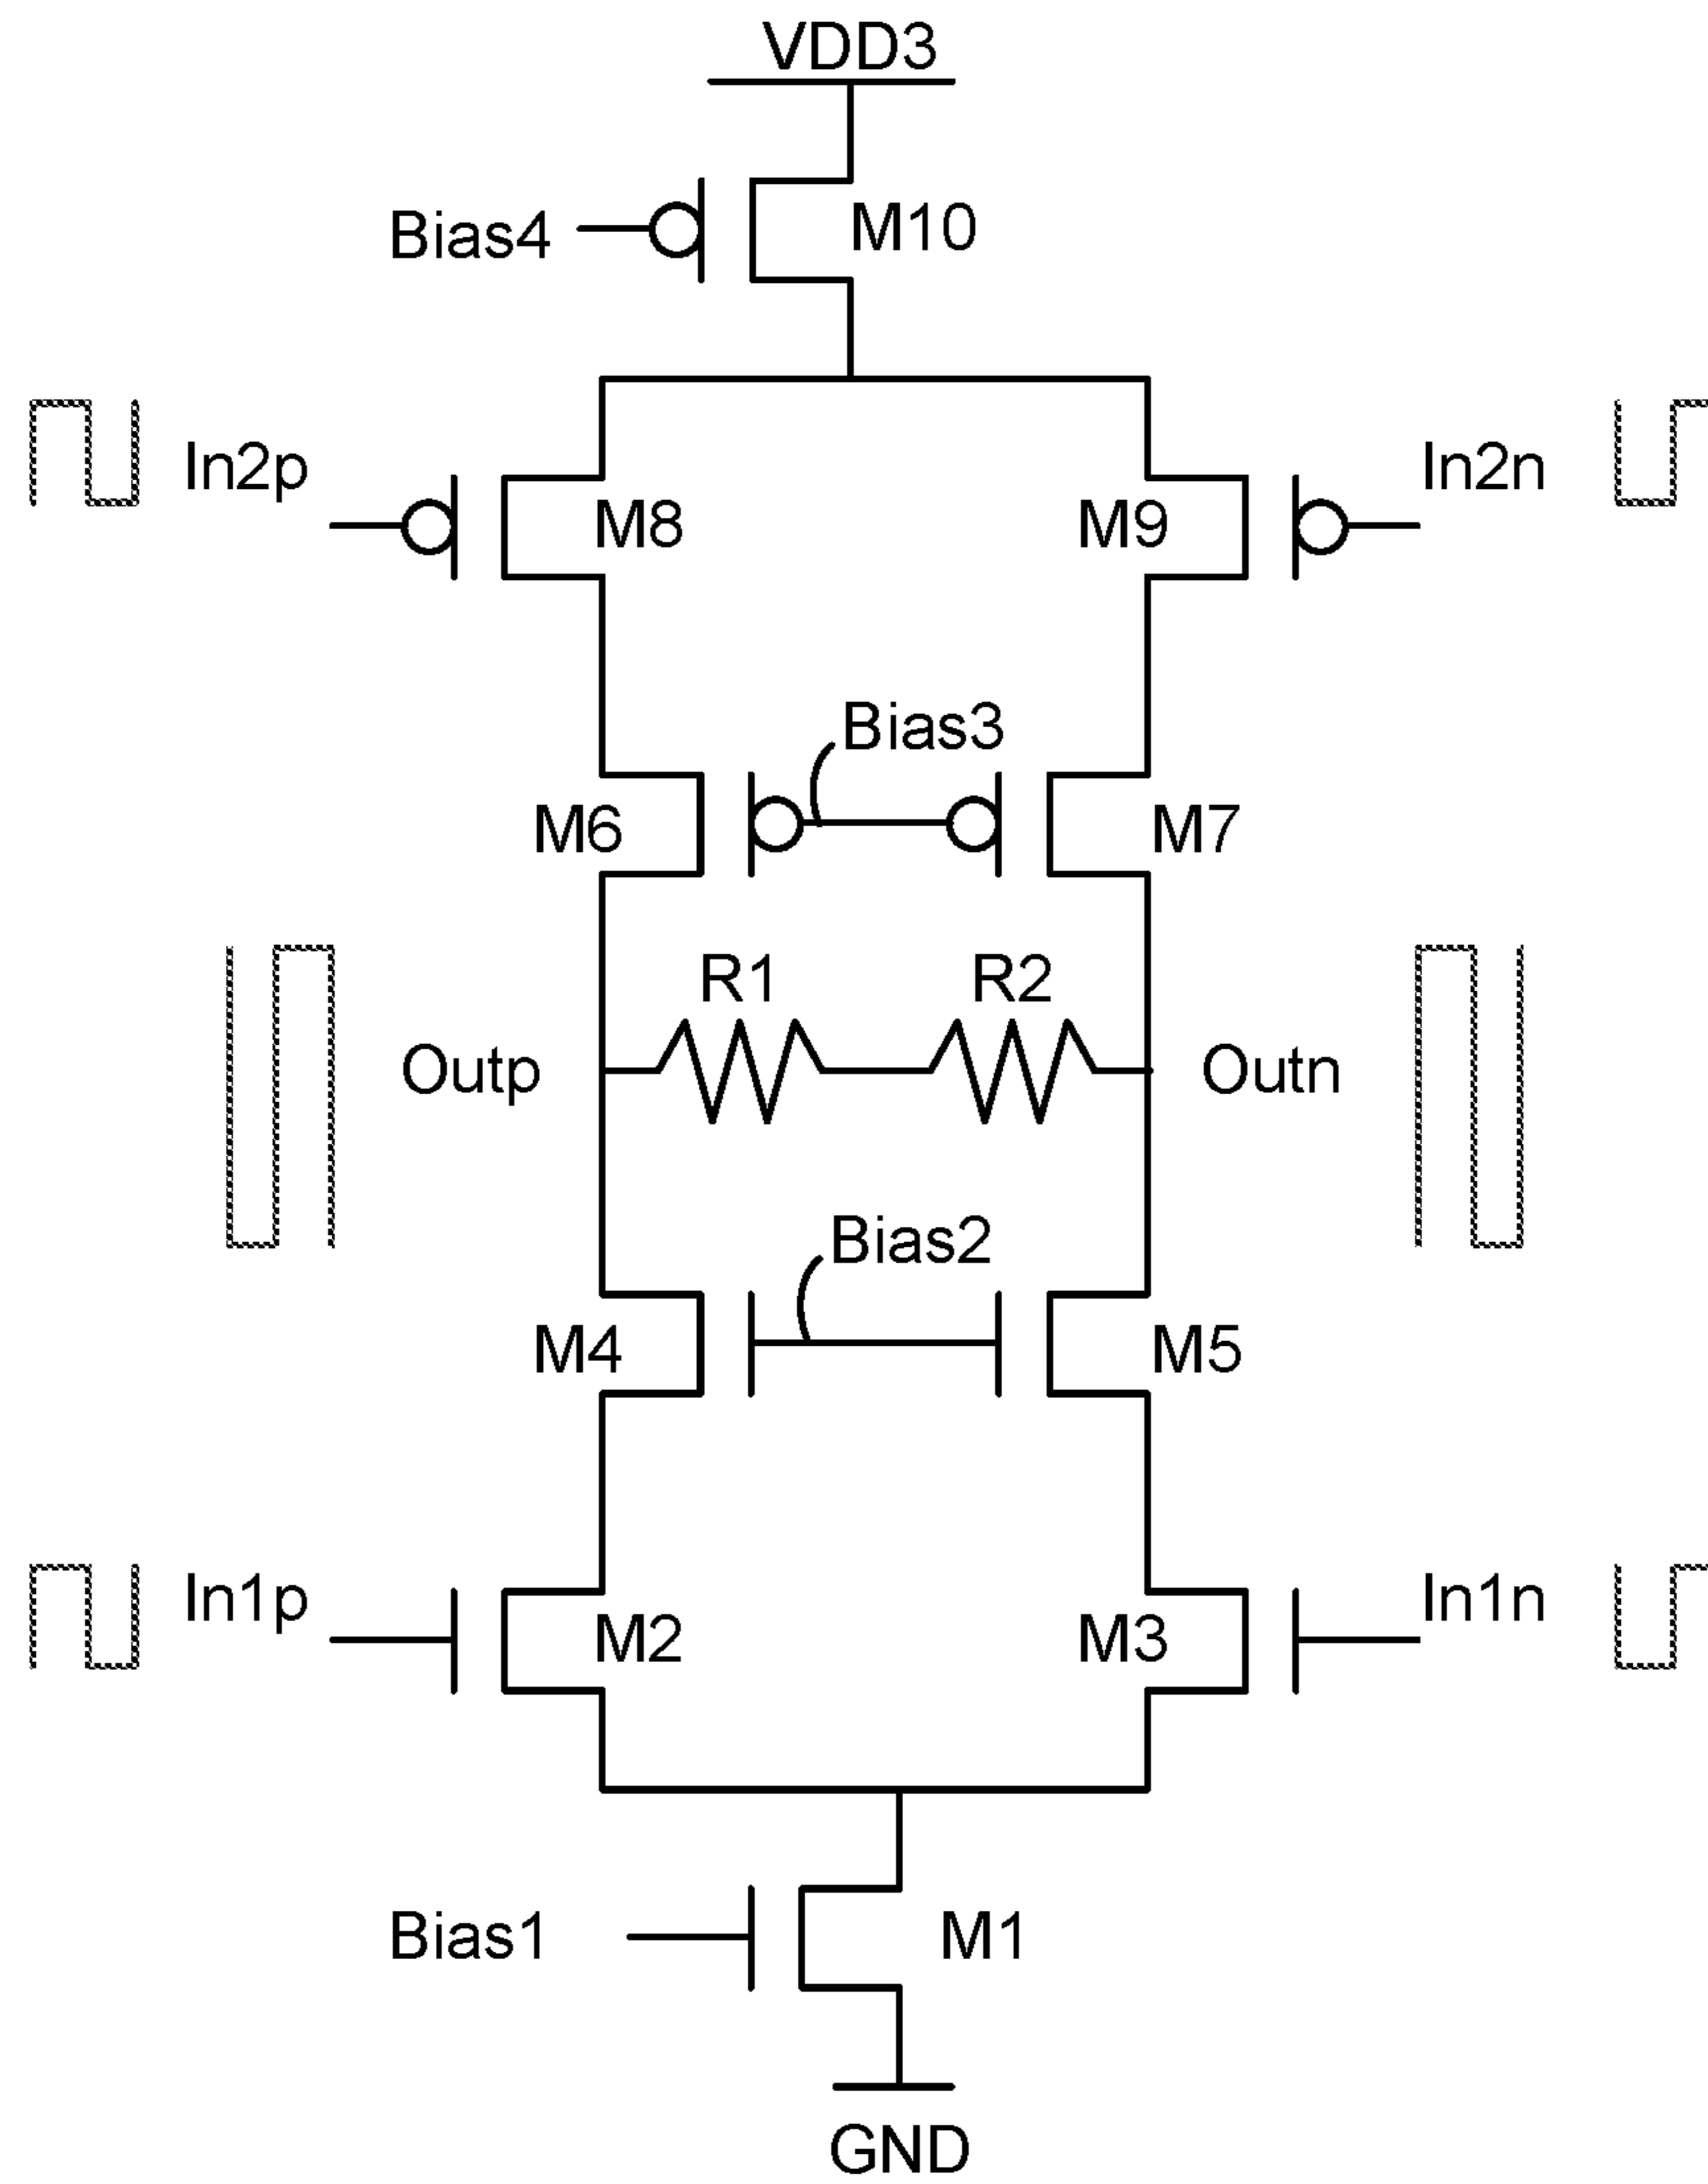 VDD3
Bias4
M10
In2p
M8
M9
In2n
Bias3
M6
M7
R1
R2
Outp
Outn
Bias2
M4
M5
In1p
M2
M3
In1n
Bias1
M1
GND